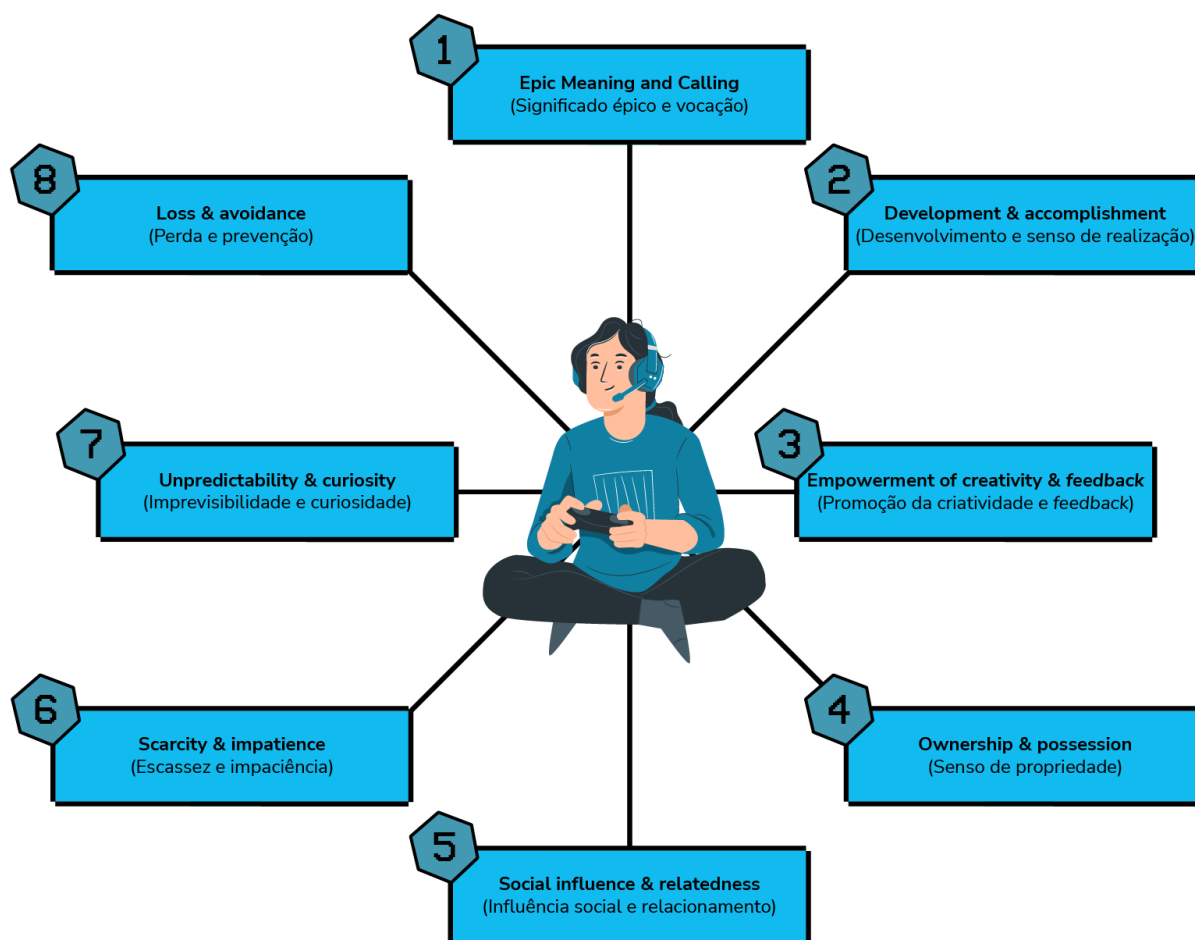 1
Epic Meaning and Calling
(Significado épico e vocação)
2
Development & accomplishment
(Desenvolvimento e senso de realização)
3
Empowerment of creativity & feedback
(Promoção da criatividade e feedback)
4
Ownership & possession
(Senso de propriedade)
5
Social influence & relatedness
(Influência social e relacionamento)
6
Scarcity & impatience
(Escassez e impaciência)
7
Unpredictability & curiosity
(Imprevisibilidade e curiosidade)
8
Loss & avoidance
(Perda e prevenção)